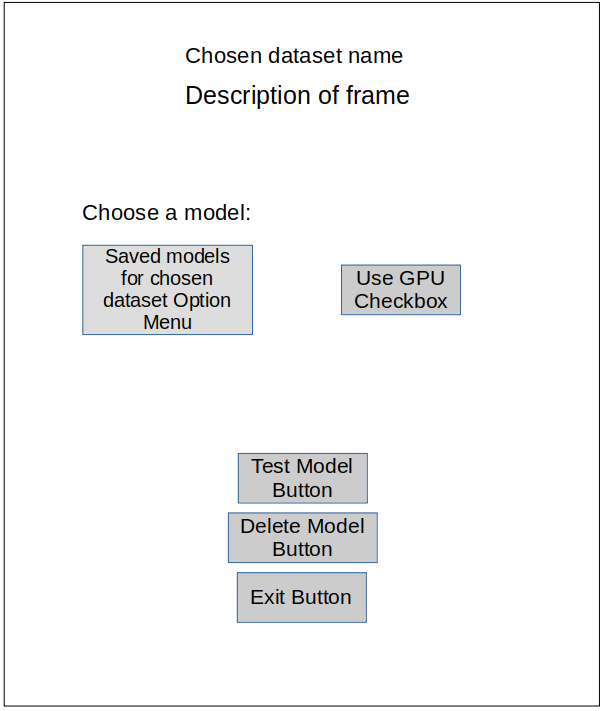 Chosen dataset name
Description of frame
Choose a model:
Saved models
for chosen
dataset Option
Menu
Use GPU
Checkbox
Test Model
Button
Delete Model
Button
Exit Button